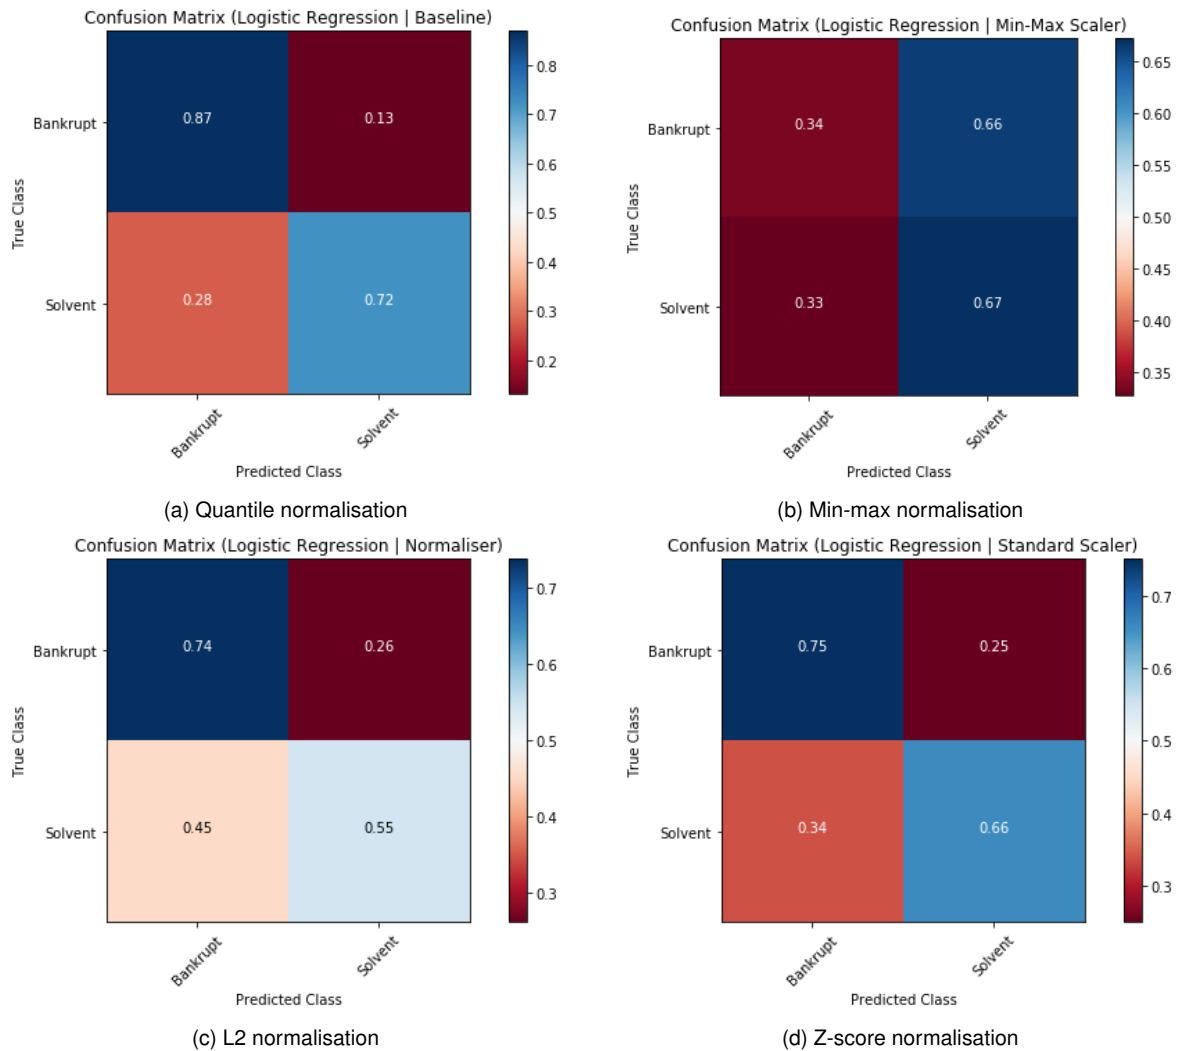 Confusion Matrix (Logistic Regression | Baseline)
True Class
Bankrupt
Solvent
0.87
0.13
0.28
0.72
Bankrupt
Solvent
Predicted Class
0.8
0.7
0.6
0.5
0.4
0.3
0.2
(a) Quantile normalisation
Confusion Matrix (Logistic Regression | Min-Max Scaler)
True Class
Bankrupt
Solvent
0.34
0.66
0.33
0.67
Bankrupt
Solvent
Predicted Class
0.65
0.60
0.55
0.50
0.45
0.40
0.35
(b) Min-max normalisation
Confusion Matrix (Logistic Regression | Normaliser)
True Class
Bankrupt
Solvent
0.74
0.26
0.45
0.55
Bankrupt
Solvent
Predicted Class
0.7
0.6
0.5
0.4
0.3
(c) L2 normalisation
Confusion Matrix (Logistic Regression | Standard Scaler)
True Class
Bankrupt
Solvent
0.75
0.25
0.34
0.66
Bankrupt
Solvent
Predicted Class
0.7
0.6
0.5
0.4
0.3
(d) Z-score normalisation